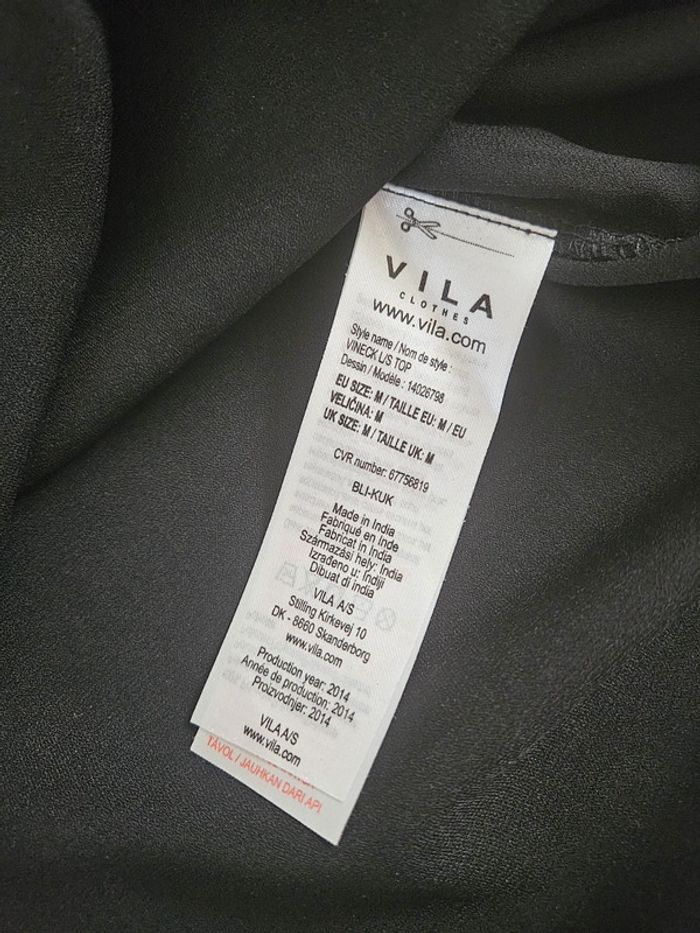 VILA
CLOTHES
www.vila.com
Style name / Nom de style :
VINECK L/S TOP
Dessin / Modèle : 14026798
EU SIZE: M / TAILLE EU: M / EU
VELIČINA: M
UK SIZE: M / TAILLE UK: M
CVR number: 67756819
BLI-KUK
Made in India
Fabriqué en Inde
Fabricat in India
Származási hely: India
Izrađeno u: Indiji
Dibuat di india
VILA A/S
Stilling Kirkevej 10
DK - 8660 Skanderborg
www.vila.com
Production year: 2014
Année de production: 2014
Proizvodnjer: 2014
VILA A/S
www.vila.com
TÁVOL / JAUHKAN DARI API